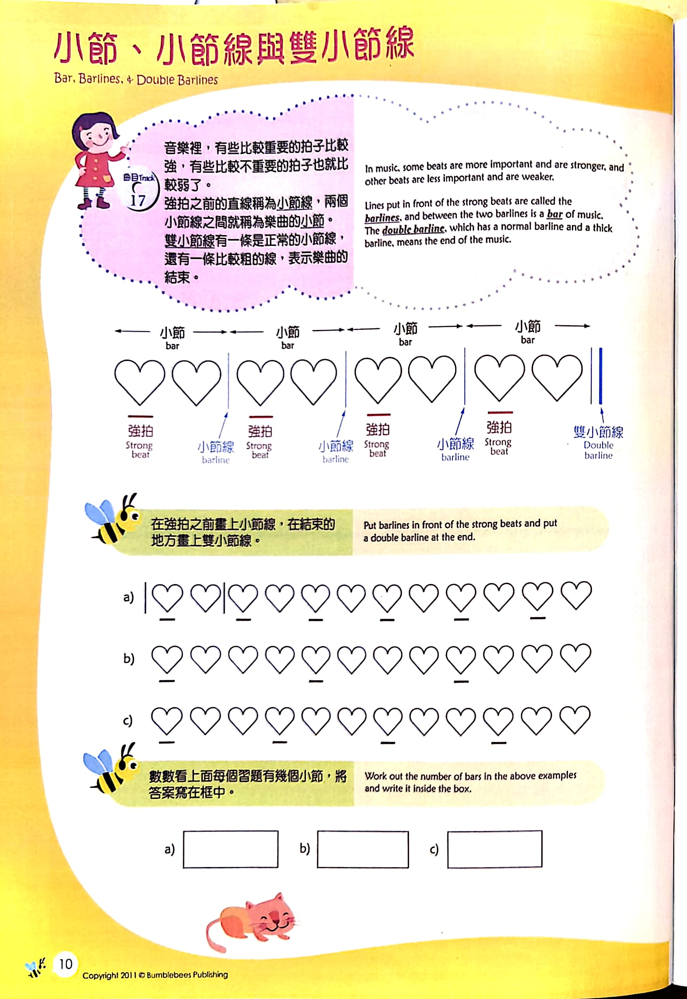 小節、小節線與雙小節線
Bar, Barlines, & Double Barlines
曲目Track
17
音樂裡，有些比較重要的拍子比較
強，有些比較不重要的拍子也就比
較弱了。
強拍之前的直線稱為小節線，兩個
小節線之間就稱為樂曲的小節。
雙小節線有一條是正常的小節線，
還有一條比較粗的線，表示樂曲的
結束。
In music, some beats are more important and are stronger, and
other beats are less important and are weaker.
Lines put in front of the strong beats are called the
barlines, and between the two barlines is a bar of music.
The double barline, which has a normal barline and a thick
barline, means the end of the music.
小節 小節 小節 小節
bar bar bar bar
強拍 強拍 強拍 強拍
Strong Strong Strong Strong
beat beat beat beat
小節線 小節線 小節線 雙小節線
barline barline barline Double
barline
在強拍之前畫上小節線，在結束的
地方畫上雙小節線。
Put barlines in front of the strong beats and put
a double barline at the end.
a)
b)
c)
數數看上面每個習題有幾個小節，將
答案寫在框中。
Work out the number of bars in the above examples
and write it inside the box.
a) b) c)
10
Copyright 2011 © Bumblebees Publishing